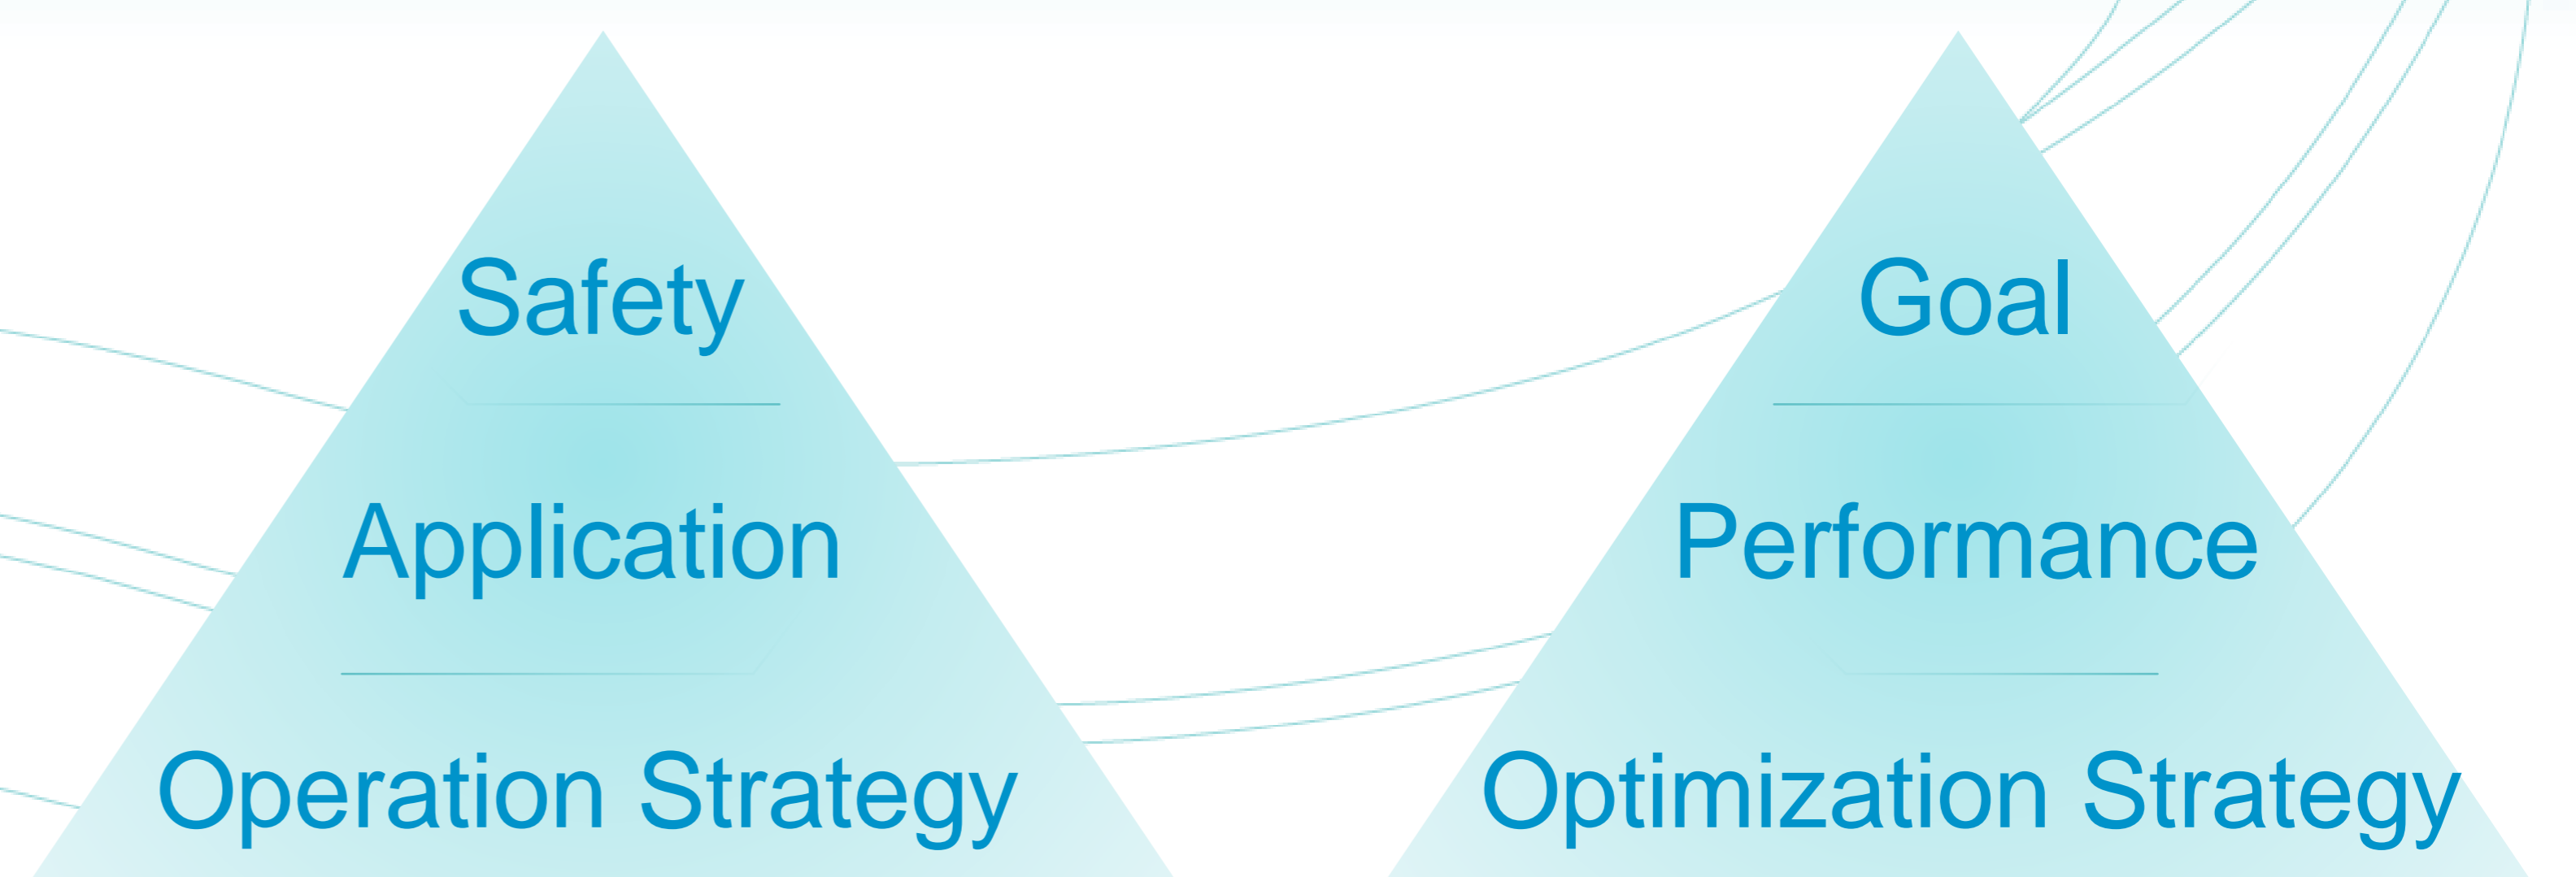 Safety
Application
Operation Strategy
Goal
Performance
Optimization Strategy